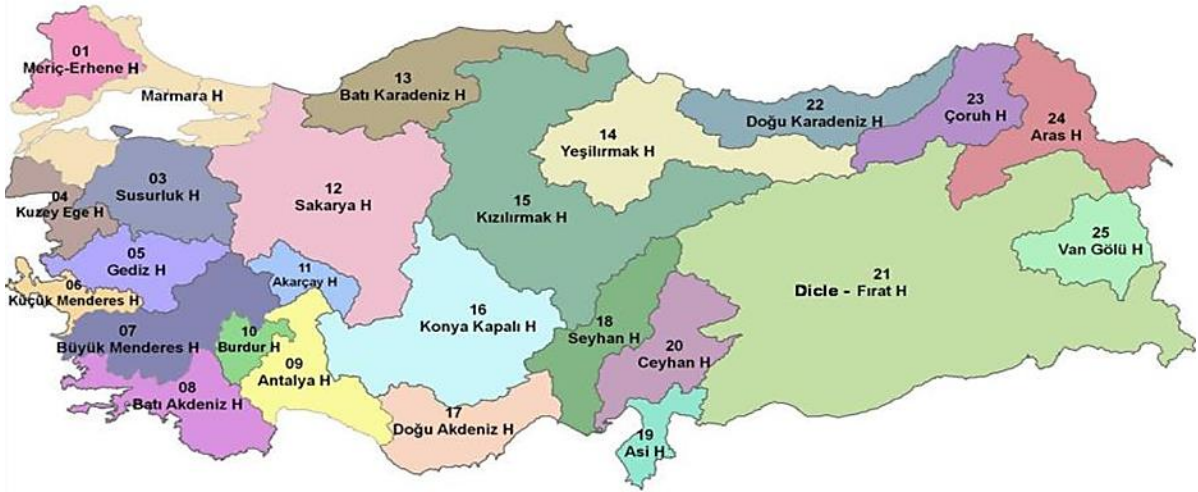 01
Meriç-Erhene H
Marmara H
03
Susurluk H
04
Kuzey Ege H
05
Gediz H
06
Küçük Menderes H
07
Büyük Menderes H
08
Batı Akdeniz H
09
Antalya H
10
Burdur H
11
Akarçay H
12
Sakarya H
13
Batı Karadeniz H
14
Yeşilırmak H
15
Kızılırmak H
16
Konya Kapalı H
17
Doğu Akdeniz H
18
Seyhan H
19
Asi H
20
Ceyhan H
21
Dicle - Fırat H
22
Doğu Karadeniz H
23
Çoruh H
24
Aras H
25
Van Gölü H